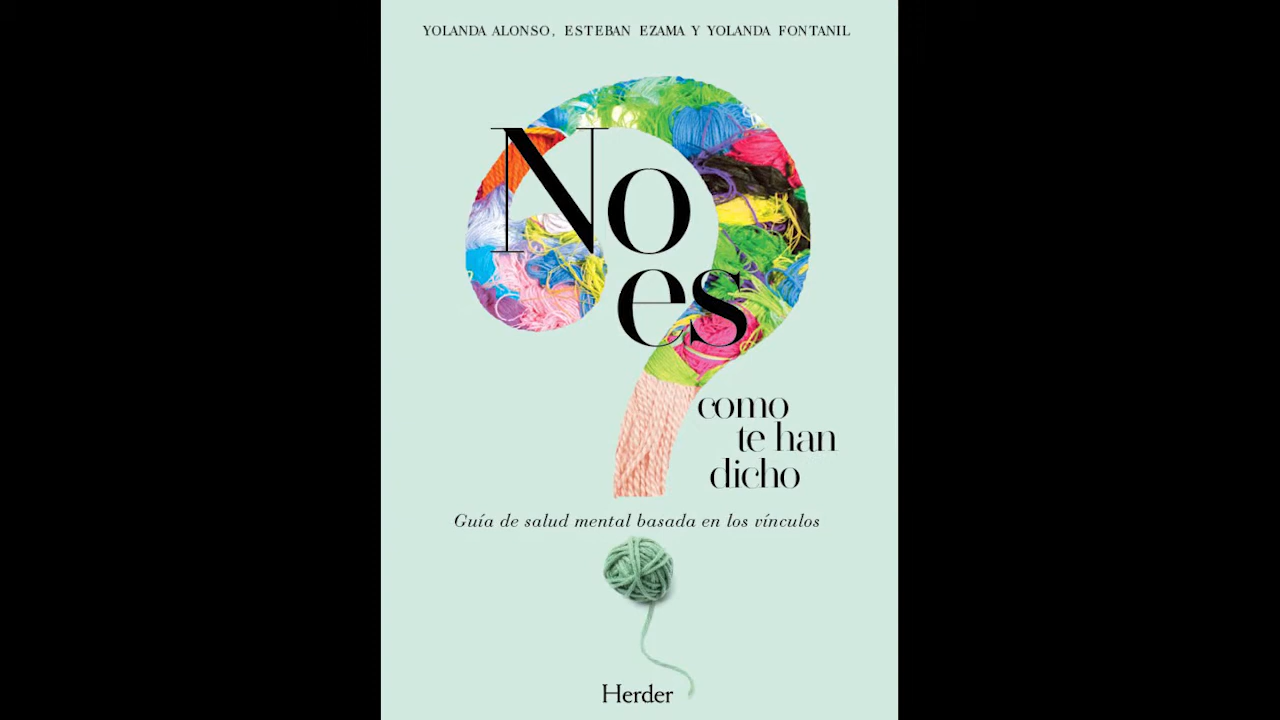 YOLANDA ALONSO, ESTEBAN EZAMA Y YOLANDA FONTANIL
No
es
como
te han
dicho
Guía de salud mental basada en los vínculos
Herder